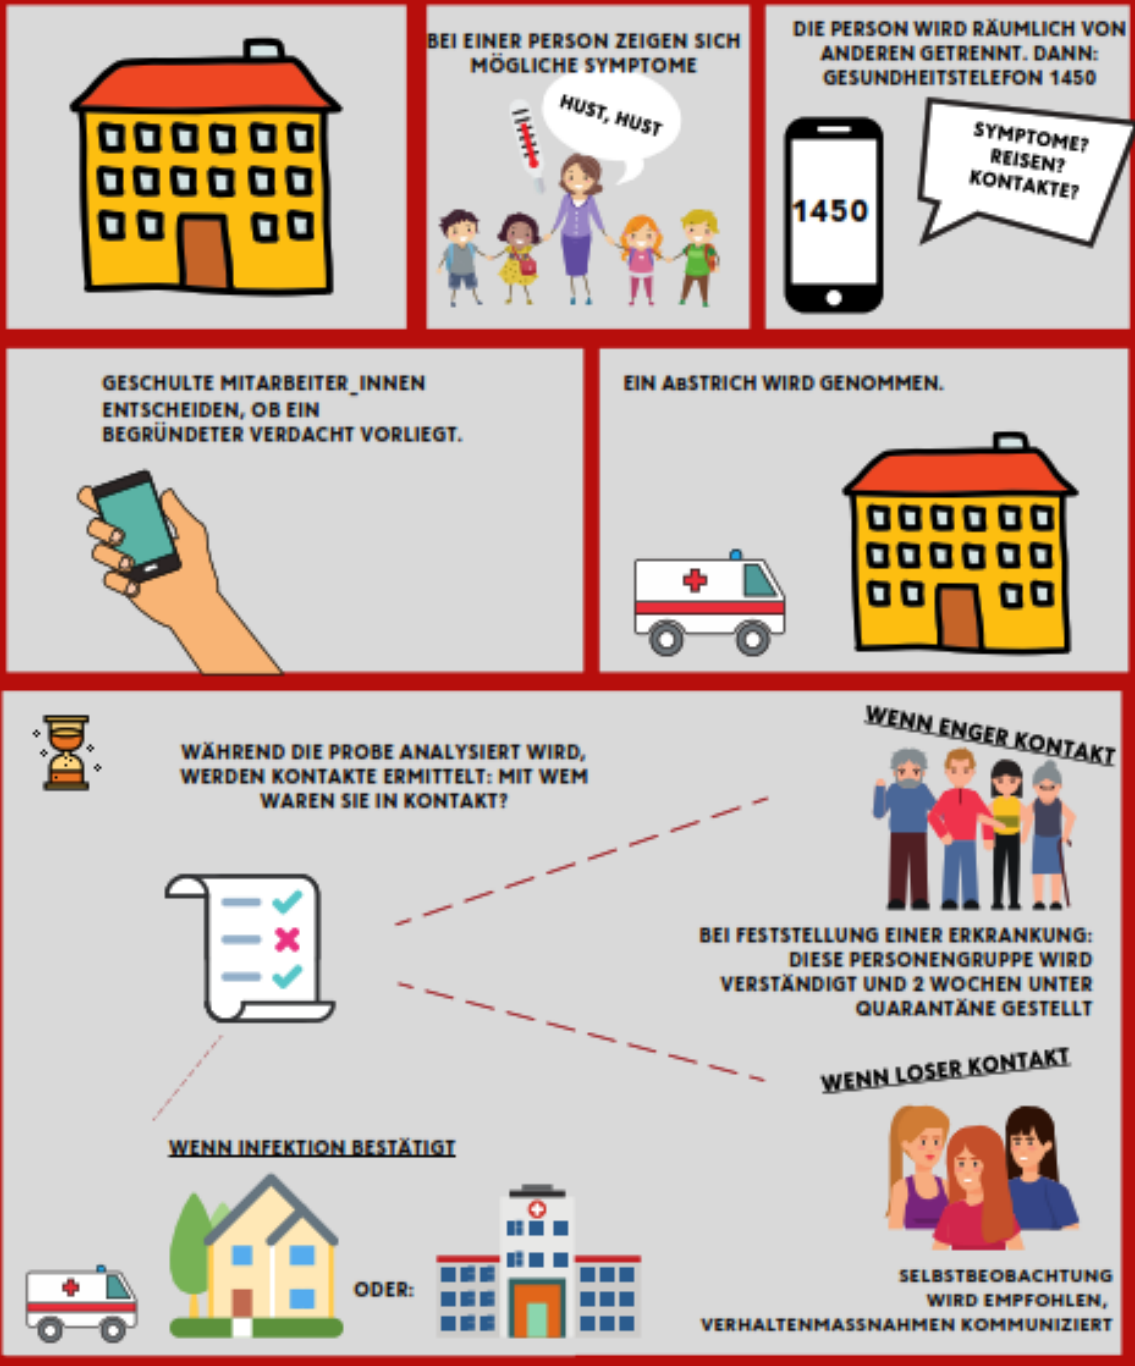 BEI EINER PERSON ZEIGEN SICH
MÖGLICHE SYMPTOME
HUST, HUST
DIE PERSON WIRD RÄUMLICH VON
ANDEREN GETRENNT. DANN:
GESUNDHEITSTELEFON 1450
1450
SYMPTOME?
REISEN?
KONTAKTE?
GESCHULTE MITARBEITER_INNEN
ENTSCHEIDEN, OB EIN
BEGRÜNDETER VERDACHT VORLIEGT.
EIN ABSTRICH WIRD GENOMMEN.
WÄHREND DIE PROBE ANALYSIERT WIRD,
WERDEN KONTAKTE ERMITTELT: MIT WEM
WAREN SIE IN KONTAKT?
WENN ENGER KONTAKT
BEI FESTSTELLUNG EINER ERKRANKUNG:
DIESE PERSONENGRUPPE WIRD
VERSTÄNDIGT UND 2 WOCHEN UNTER
QUARANTÄNE GESTELLT
WENN LOSER KONTAKT
SELBSTBEOBACHTUNG
WIRD EMPFOHLEN,
VERHALTENMASSNAHMEN KOMMUNIZIERT
WENN INFEKTION BESTÄTIGT
ODER: